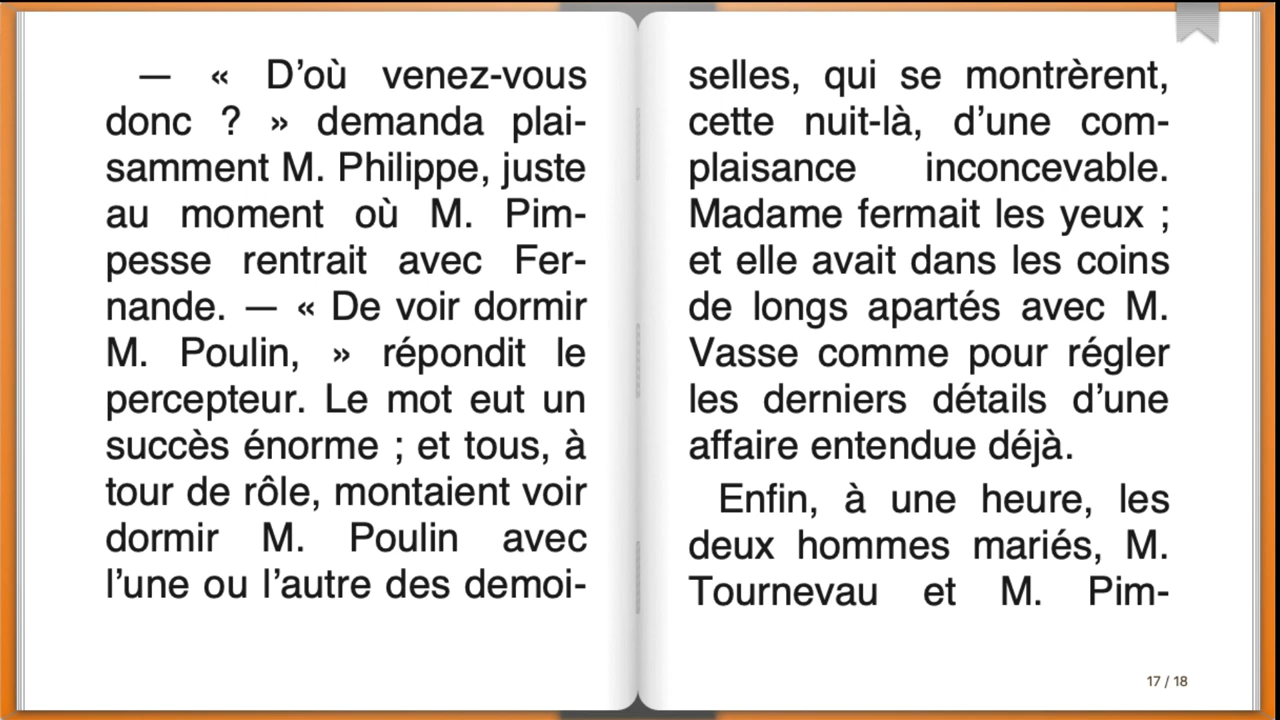 — « D’où venez-vous
donc ? » demanda plai-
samment M. Philippe, juste
au moment où M. Pim-
pesse rentrait avec Fer-
nande. — « De voir dormir
M. Poulin, » répondit le
percepteur. Le mot eut un
succès énorme ; et tous, à
tour de rôle, montaient voir
dormir M. Poulin avec
l’une ou l’autre des demoi-
selles, qui se montrèrent,
cette nuit-là, d’une com-
plaisance inconcevable.
Madame fermait les yeux ;
et elle avait dans les coins
de longs apartés avec M.
Vasse comme pour régler
les derniers détails d’une
affaire entendue déjà.
Enfin, à une heure, les
deux hommes mariés, M.
Tournevau et M. Pim-
17 / 18